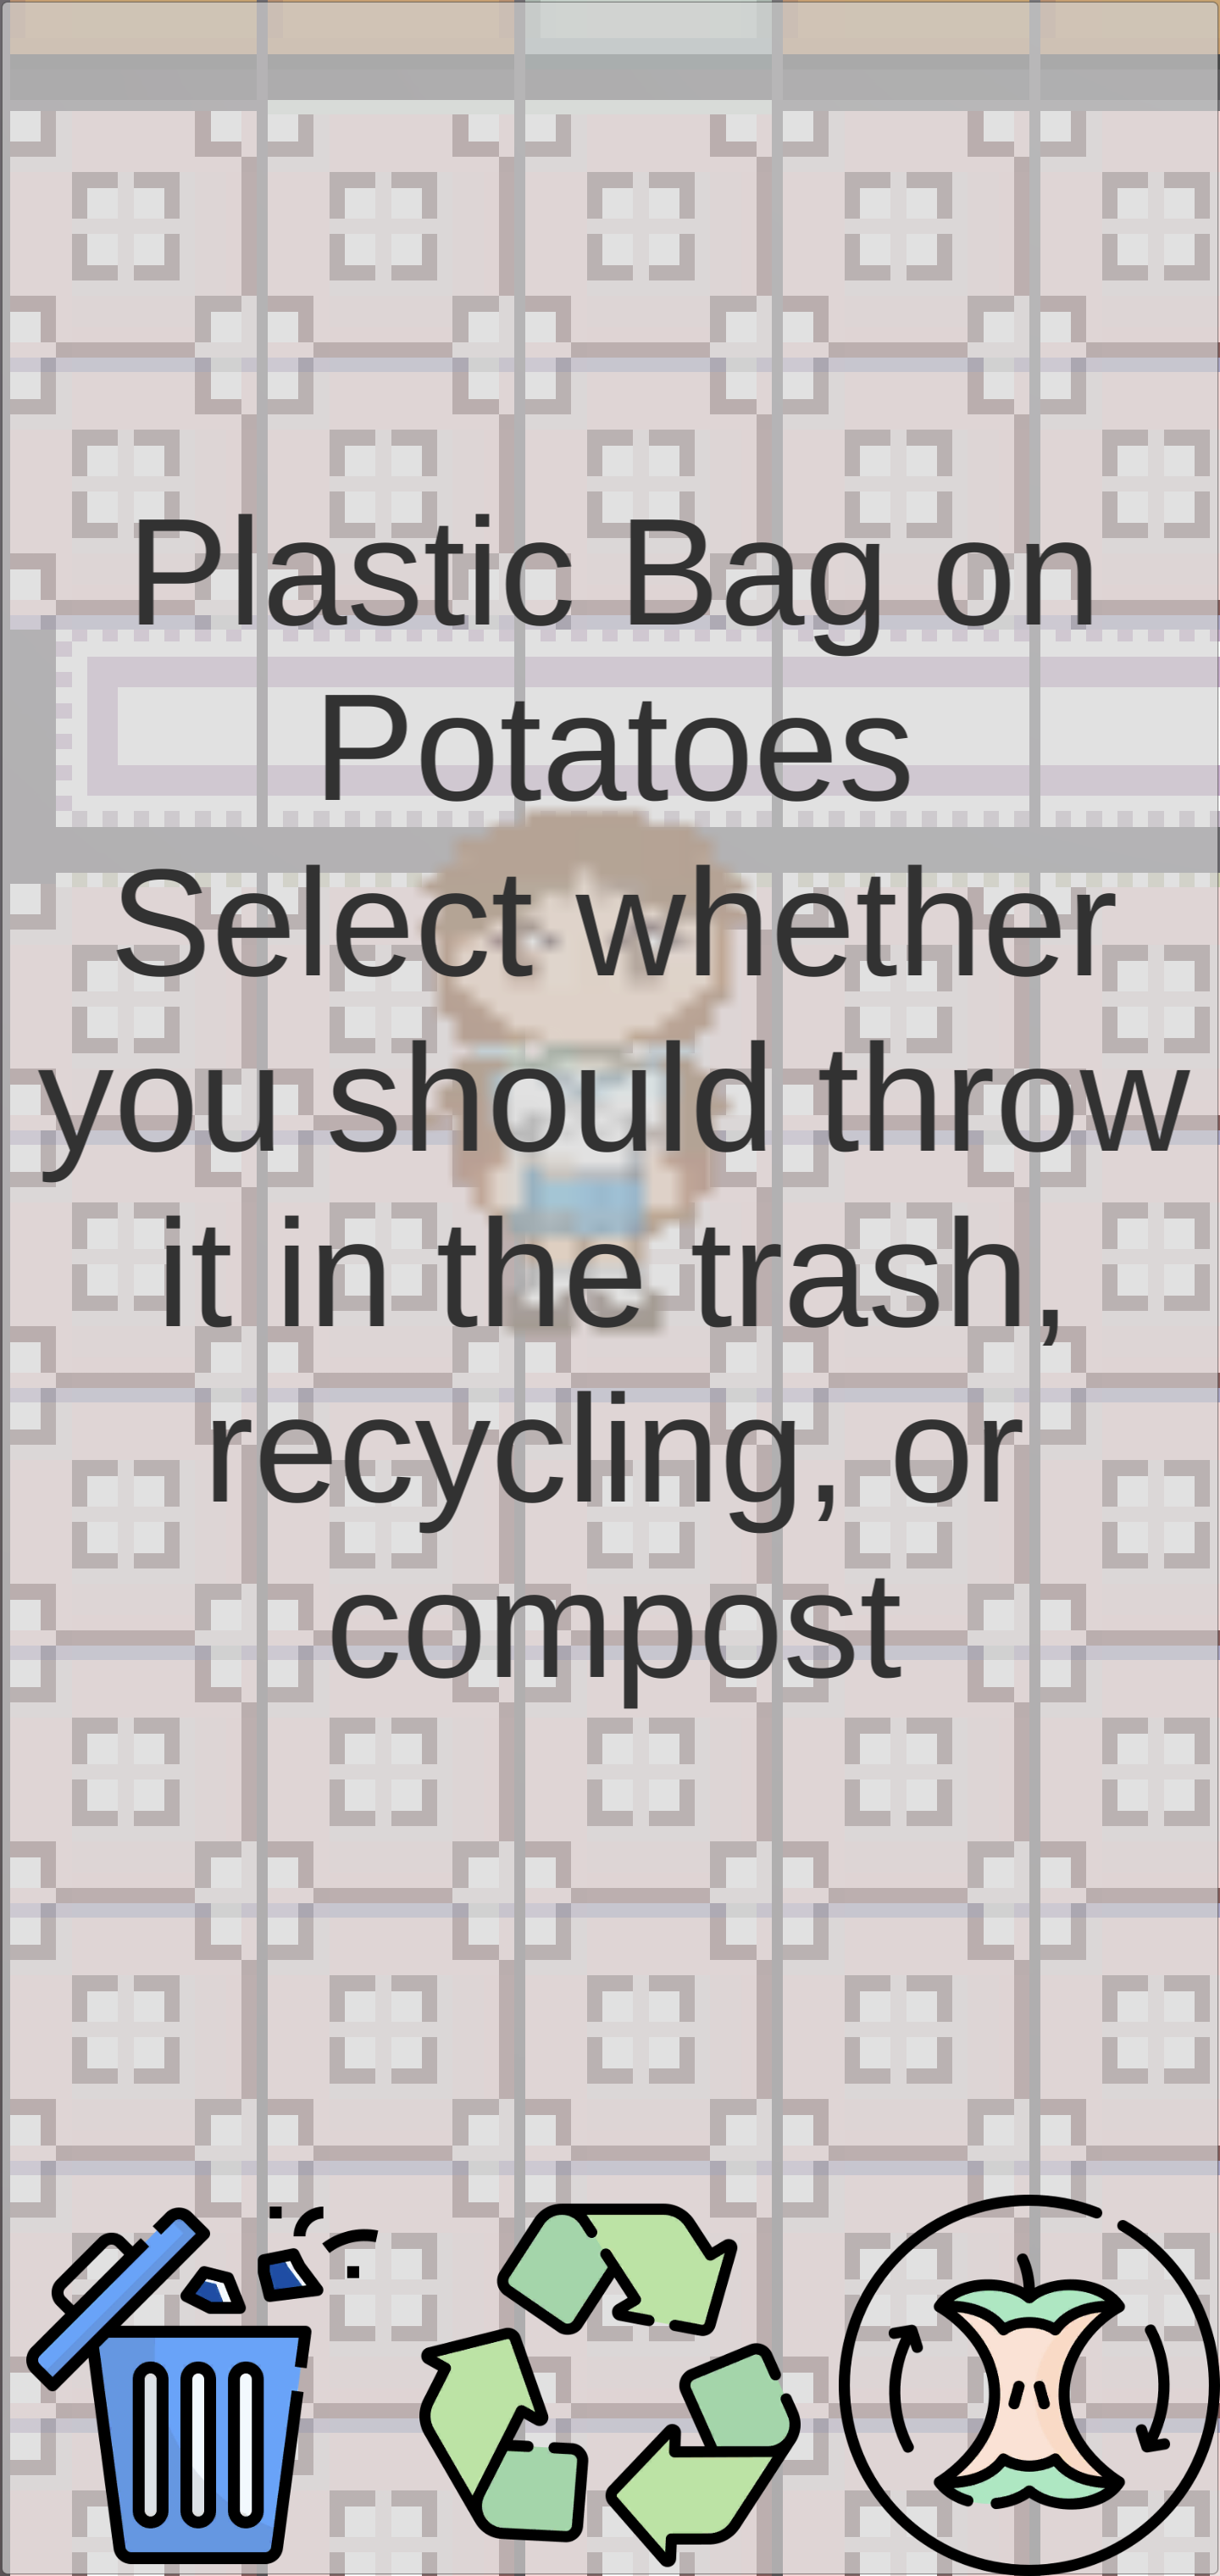 Plastic Bag on
Potatoes
Select whether
you should throw
it in the trash,
recycling, or
compost